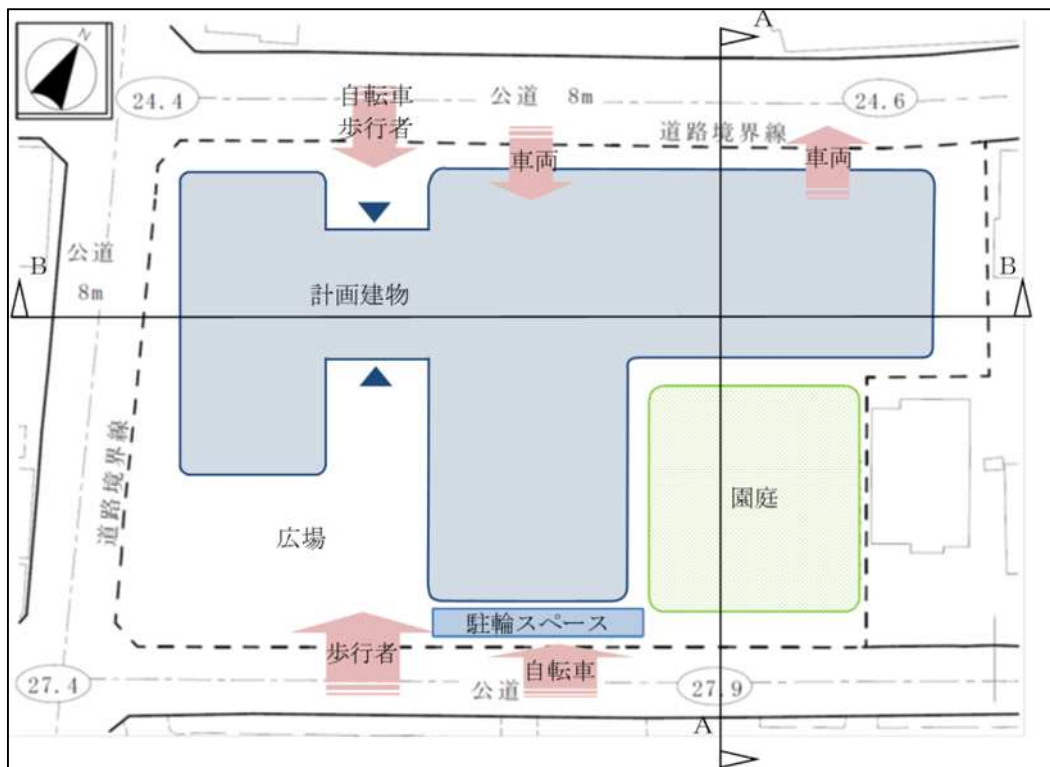 A
N
24.4
自転車
歩行者
公道 8m
24.6
道路境界線
車両
車両
公道
8m
B
B
計画建物
道路境界線
園庭
広場
駐輪スペース
歩行者
自転車
27.4
公道
27.9
A